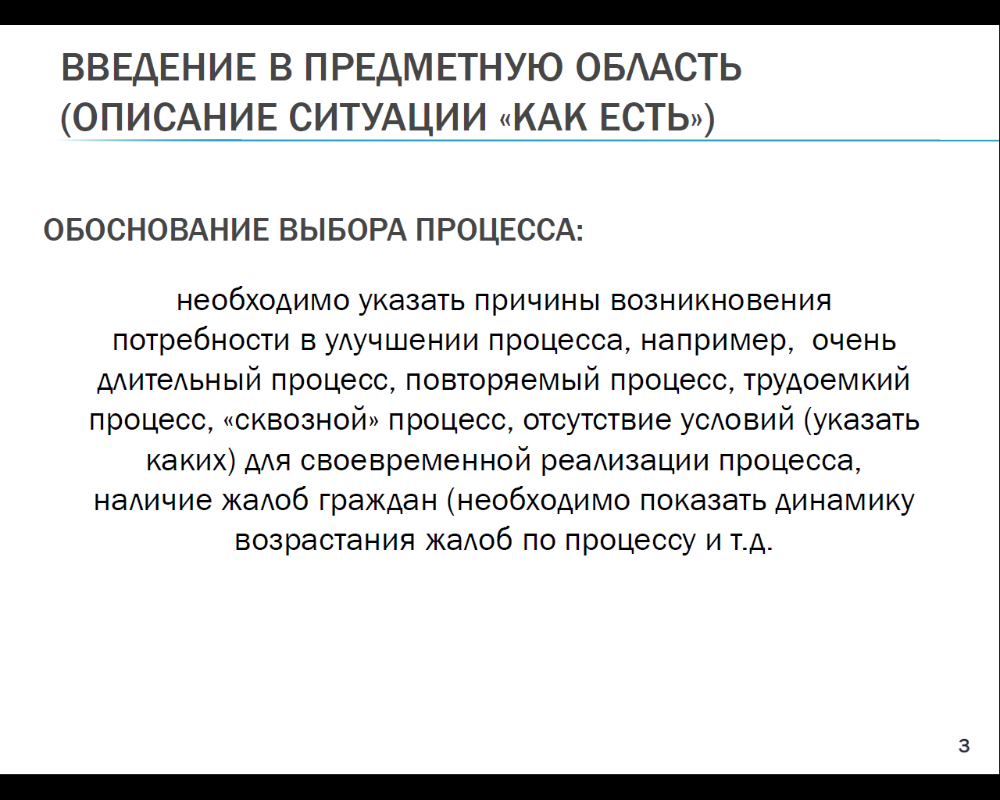 ВВЕДЕНИЕ В ПРЕДМЕТНУЮ ОБЛАСТЬ
(ОПИСАНИЕ СИТУАЦИИ «КАК ЕСТЬ»)
ОБОСНОВАНИЕ ВЫБОРА ПРОЦЕССА:
необходимо указать причины возникновения
потребности в улучшении процесса, например,  очень
длительный процесс, повторяемый процесс, трудоемкий
процесс, «сквозной» процесс, отсутствие условий (указать
каких) для своевременной реализации процесса,
наличие жалоб граждан (необходимо показать динамику
возрастания жалоб по процессу и т.д.
3